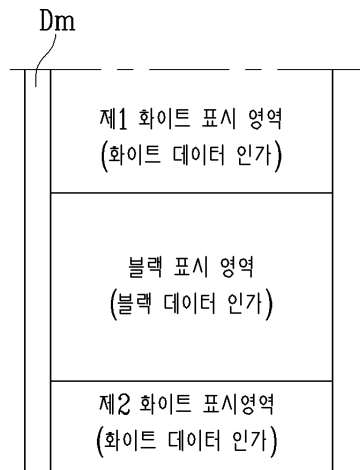 Dm
제1 화이트 표시 영역
(화이트 데이터 인가)
블랙 표시 영역
(블랙 데이터 인가)
제2 화이트 표시영역
(화이트 데이터 인가)